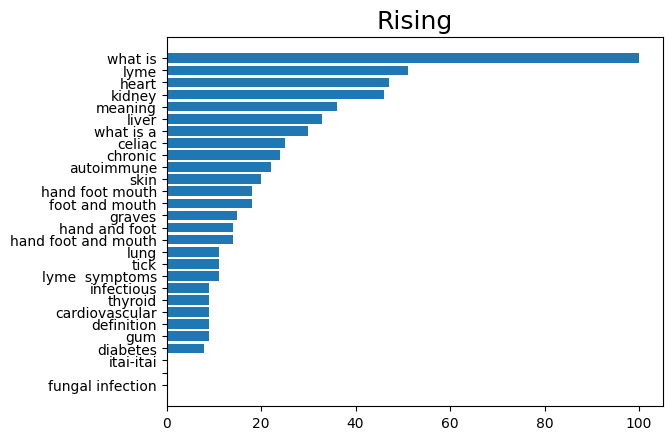 Rising
what is
lyme
heart
kidney
meaning
liver
what is a
celiac
chronic
autoimmune
skin
hand foot mouth
foot and mouth
graves
hand and foot
hand foot and mouth
lung
tick
lyme  symptoms
infectious
thyroid
cardiovascular
definition
gum
diabetes
itai-itai
fungal infection
0 20 40 60 80 100